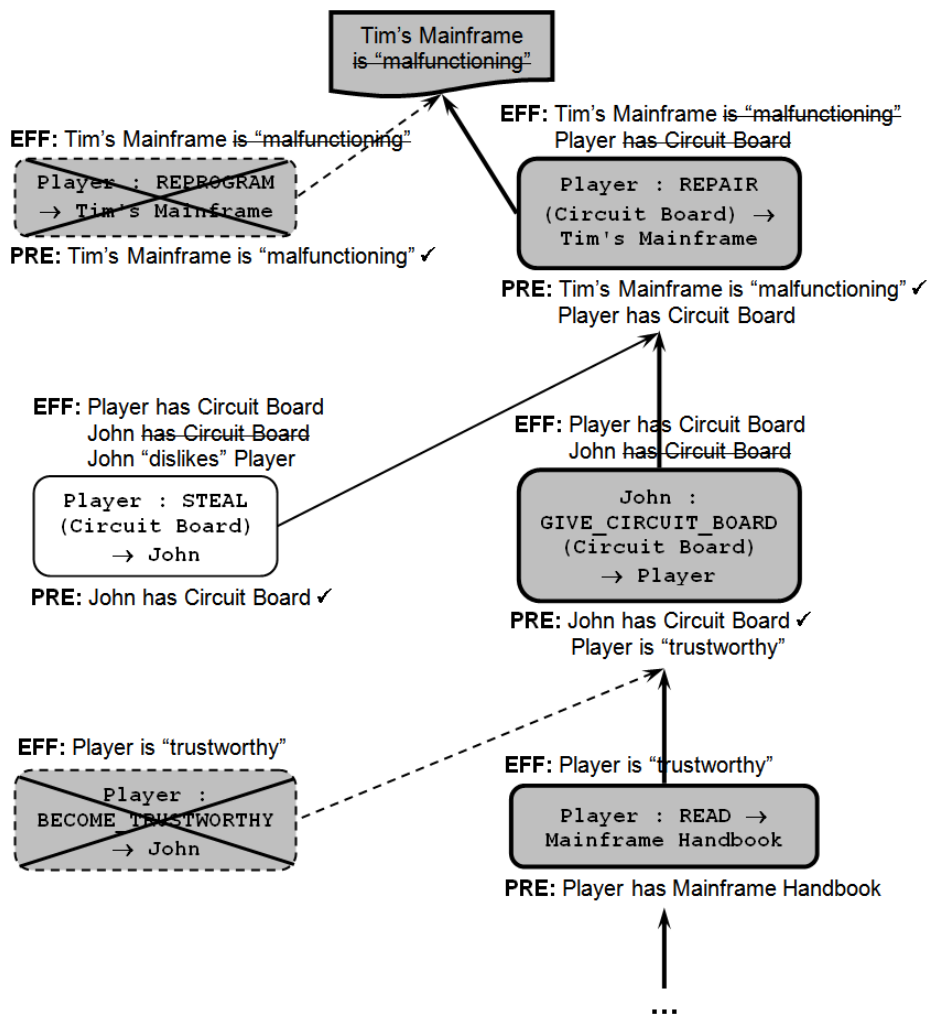 Tim’s Mainframe
is “malfunctioning”
EFF: Tim’s Mainframe is “malfunctioning”
Player : REPROGRAM
→ Tim's Mainframe
PRE: Tim’s Mainframe is “malfunctioning” ✓
EFF: Tim’s Mainframe is “malfunctioning”
Player has Circuit Board
Player : REPAIR
(Circuit Board) →
Tim's Mainframe
PRE: Tim’s Mainframe is “malfunctioning” ✓
Player has Circuit Board
EFF: Player has Circuit Board
John has Circuit Board
John “dislikes” Player
Player : STEAL
(Circuit Board)
→ John
PRE: John has Circuit Board ✓
EFF: Player has Circuit Board
John has Circuit Board
John :
GIVE_CIRCUIT_BOARD
(Circuit Board)
→ Player
PRE: John has Circuit Board ✓
Player is “trustworthy”
EFF: Player is “trustworthy”
Player :
BECOME_TRUSTWORTHY
→ John
EFF: Player is “trustworthy”
Player : READ →
Mainframe Handbook
PRE: Player has Mainframe Handbook
...